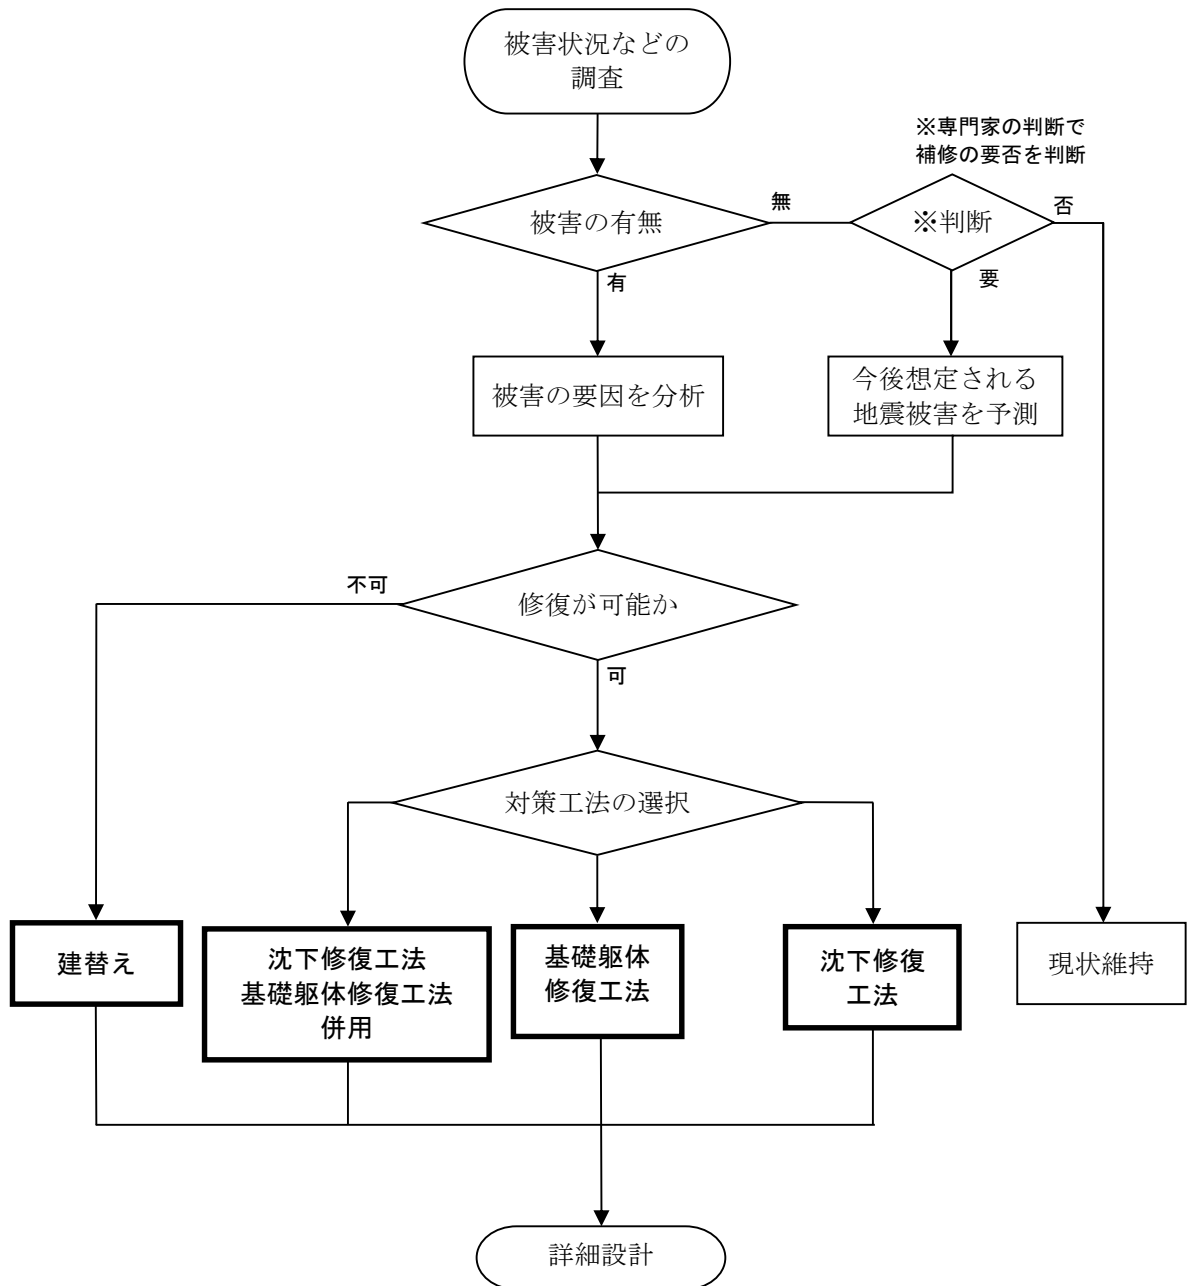 被害状況などの
調査
※専門家の判断で
補修の要否を判断
被害の有無
無
※判断
否
有
要
被害の要因を分析
今後想定される
地震被害を予測
不可
修復が可能か
可
対策工法の選択
建替え
沈下修復工法
基礎躯体修復工法
併用
基礎躯体
修復工法
沈下修復
工法
現状維持
詳細設計